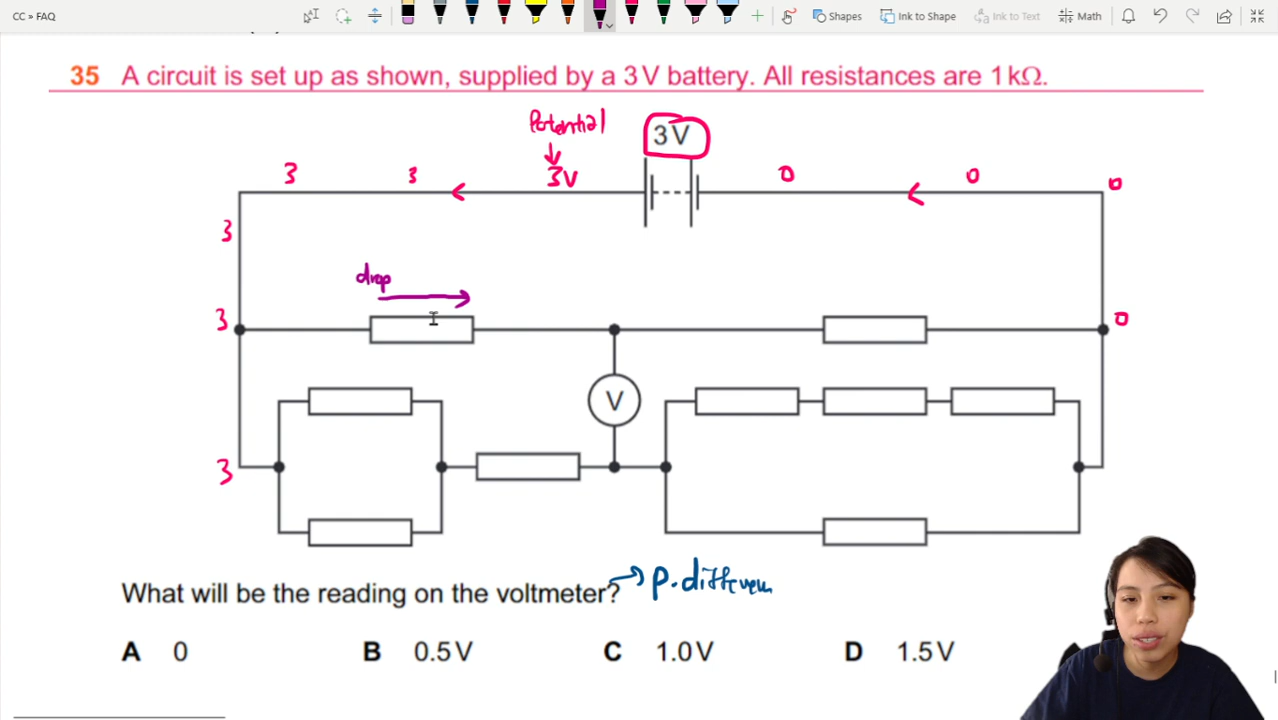 CC » FAQ
Shapes Ink to Shape Ink to Text Math
35 A circuit is set up as shown, supplied by a 3 V battery. All resistances are 1 kΩ.
Potential
3 V
3 3 3V 0 0 0
3
drop
3 0
V
3
What will be the reading on the voltmeter? p.differen
A 0 B 0.5 V C 1.0 V D 1.5 V